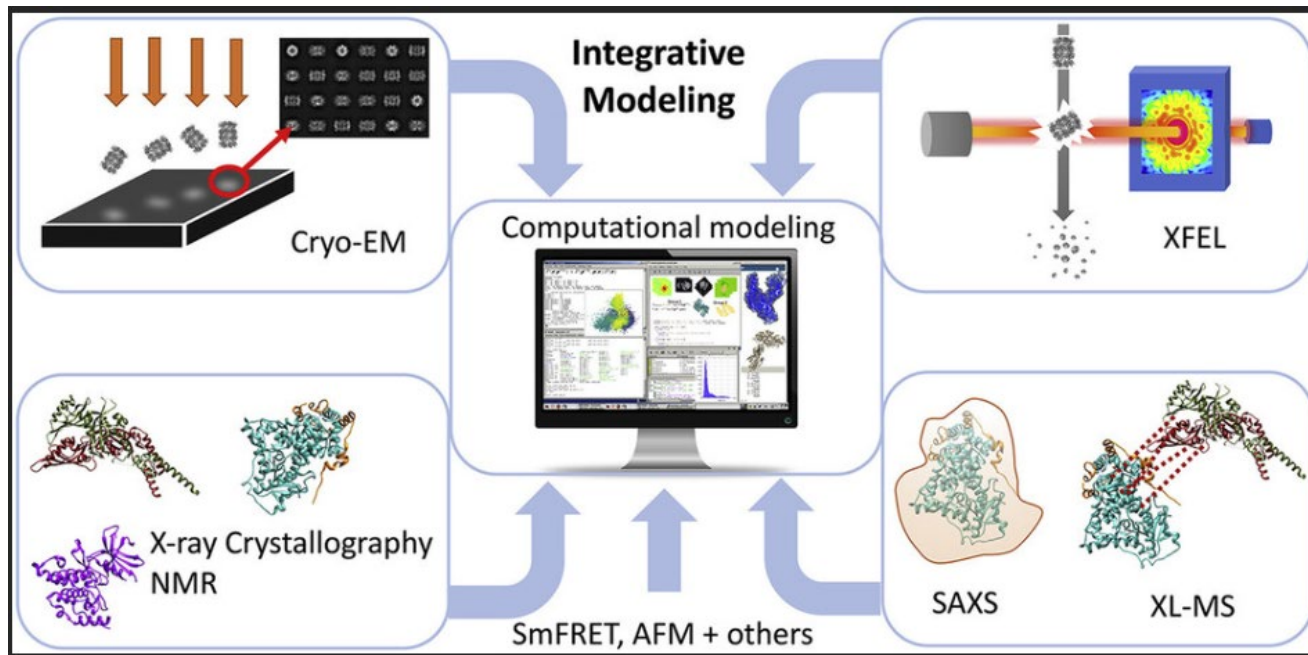 Integrative
Modeling
Cryo-EM
XFEL
Computational modeling
X-ray Crystallography
NMR
SAXS
XL-MS
SmFRET, AFM + others